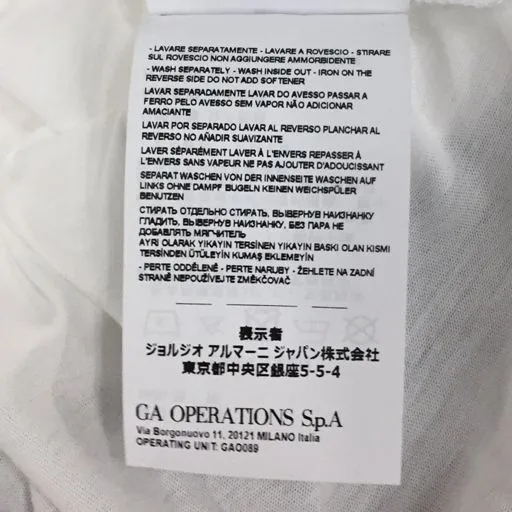 - LAVARE SEPARATAMENTE - LAVARE A ROVESCIO - STIRARE
SUL ROVESCIO NON AGGIUNGERE AMMORBIDENTE
- WASH SEPARATELY - WASH INSIDE OUT - IRON ON THE
REVERSE SIDE DO NOT ADD SOFTENER
LAVAR SEPARADAMENTE LAVAR DO AVESSO PASSAR A
FERRO PELO AVESSO SEM VAPOR NÃO ADICIONAR
AMACIANTE
LAVAR POR SEPARADO LAVAR AL REVERSO PLANCHAR AL
REVERSO NO AÑADIR SUAVIZANTE
LAVER SÉPARÉMENT LAVER À L'ENVERS REPASSER À
L'ENVERS SANS VAPEUR NE PAS AJOUTER D'ADOUCISSANT
SEPARAT WASCHEN VON DER INNENSEITE WASCHEN AUF
LINKS OHNE DAMPF BUGELN KEINEN WEICHSPÜLER
BENUTZEN
СТИРАТЬ ОТДЕЛЬНО СТИРАТЬ, ВЫВЕРНУВ НАИЗНАНКУ
ГЛАДИТЬ, ВЫВЕРНУВ НАИЗНАНКУ, БЕЗ ПАРА НЕ
ДОБАВЛЯТЬ МЯГЧИТЕЛЬ
AYRI OLARAK YIKAYIN TERSINEN YIKAYIN BASKI OLAN KISMI
TERSINDEN ÜTÜLEYIN KUMAŞ EKLEMEYİN
- PERTE ODDĚLENĚ - PERTE NARUBY - ŽEHLETE NA ZADNÍ
STRANĚ NEPOUŽÍVEJTE ZMĚKČOVAČ
表示者
ジョルジオ アルマーニ ジャパン株式会社
東京都中央区銀座5-5-4
GA OPERATIONS S.p.A
Via Borgonuovo 11, 20121 MILANO Italia
OPERATING UNIT: GAO089